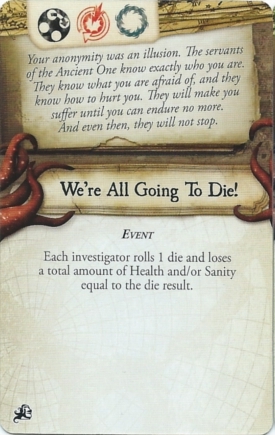 Your anonymity was an illusion. The servants
of the Ancient One know exactly who you are.
They know what you are afraid of, and they
know how to hurt you. They will make you
suffer until you can endure no more.
And even then, they will not stop.
We're All Going To Die!
Event
Each investigator rolls 1 die and loses
a total amount of Health and/or Sanity
equal to the die result.